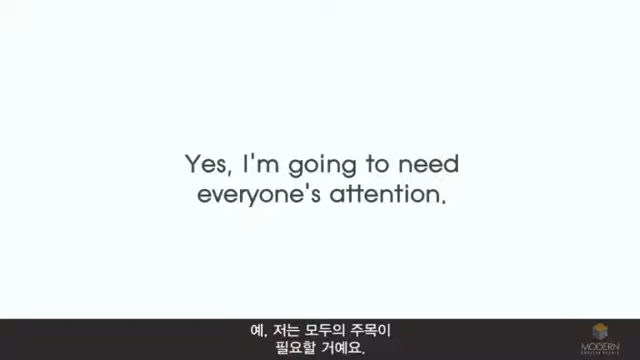 Yes, I'm going to need
everyone's attention.
예. 저는 모두의 주목이
필요할 거예요.
MODERN